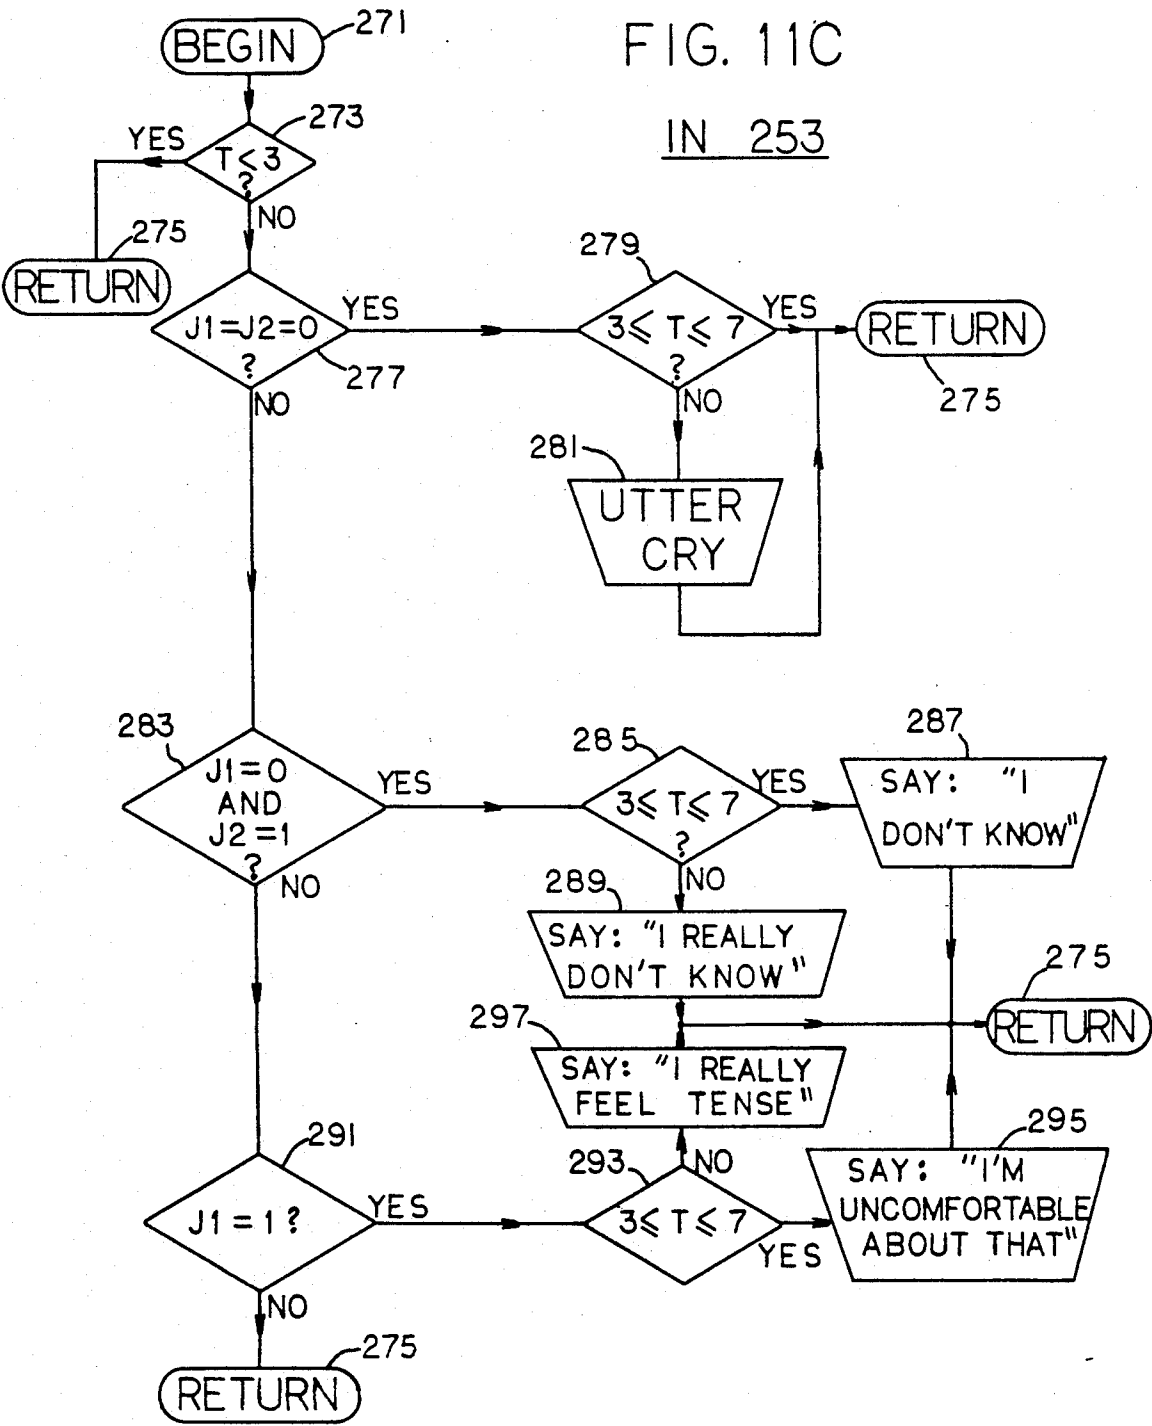 FIG. 11C
IN 253
BEGIN
271
273
YES
T < 3
?
NO
275
RETURN
J1=J2=0
?
277
YES
NO
279
3 ≤ T ≤ 7
?
YES
RETURN
275
NO
281
UTTER
CRY
283
J1=0
AND
J2=1
?
YES
NO
285
3 ≤ T ≤ 7
?
YES
NO
287
SAY: "I
DON'T KNOW"
289
SAY: "I REALLY
DON'T KNOW"
275
RETURN
297
SAY: "I REALLY
FEEL TENSE"
291
J1 = 1 ?
YES
NO
293
NO
3 ≤ T ≤ 7
YES
295
SAY: "I'M
UNCOMFORTABLE
ABOUT THAT"
275
RETURN